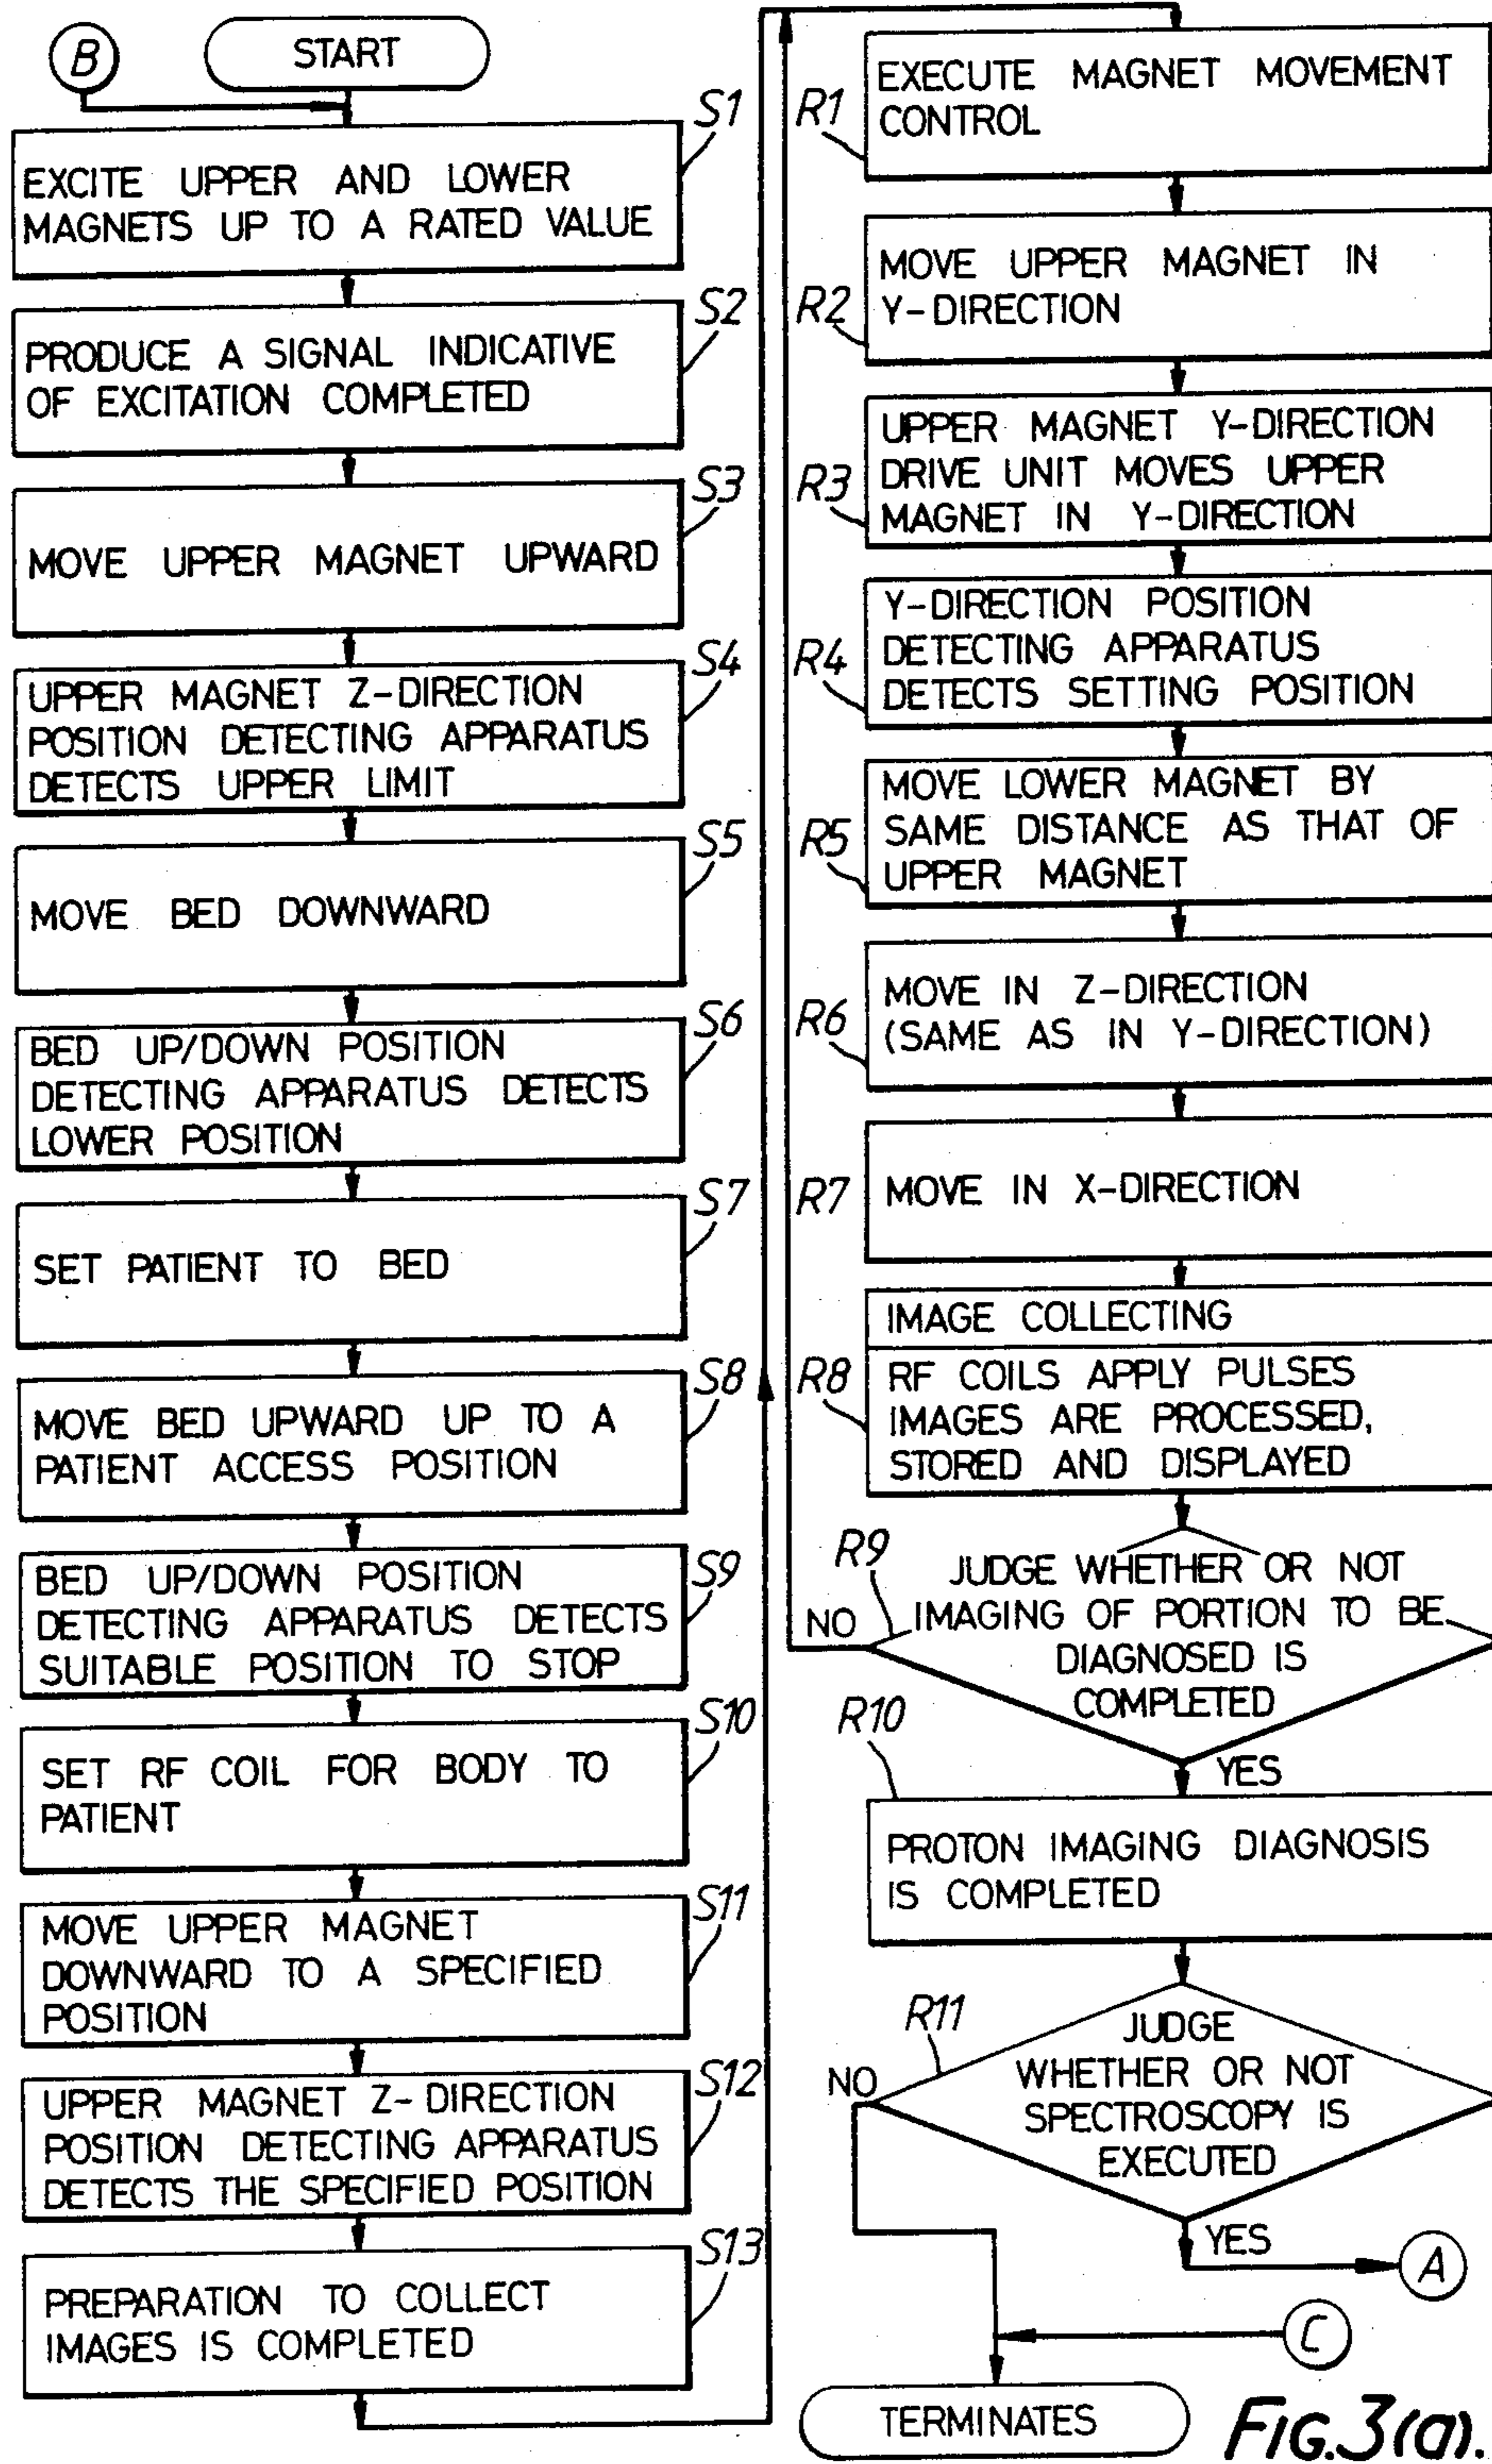 B
START
S1
EXCITE UPPER AND LOWER
MAGNETS UP TO A RATED VALUE
S2
PRODUCE A SIGNAL INDICATIVE
OF EXCITATION COMPLETED
S3
MOVE UPPER MAGNET UPWARD
S4
UPPER MAGNET Z-DIRECTION
POSITION DETECTING APPARATUS
DETECTS UPPER LIMIT
S5
MOVE BED DOWNWARD
S6
BED UP/DOWN POSITION
DETECTING APPARATUS DETECTS
LOWER POSITION
S7
SET PATIENT TO BED
S8
MOVE BED UPWARD UP TO A
PATIENT ACCESS POSITION
S9
BED UP/DOWN POSITION
DETECTING APPARATUS DETECTS
SUITABLE POSITION TO STOP
S10
SET RF COIL FOR BODY TO
PATIENT
S11
MOVE UPPER MAGNET
DOWNWARD TO A SPECIFIED
POSITION
S12
UPPER MAGNET Z-DIRECTION
POSITION DETECTING APPARATUS
DETECTS THE SPECIFIED POSITION
S13
PREPARATION TO COLLECT
IMAGES IS COMPLETED
R1
EXECUTE MAGNET MOVEMENT
CONTROL
R2
MOVE UPPER MAGNET IN
Y-DIRECTION
R3
UPPER MAGNET Y-DIRECTION
DRIVE UNIT MOVES UPPER
MAGNET IN Y-DIRECTION
R4
Y-DIRECTION POSITION
DETECTING APPARATUS
DETECTS SETTING POSITION
R5
MOVE LOWER MAGNET BY
SAME DISTANCE AS THAT OF
UPPER MAGNET
R6
MOVE IN Z-DIRECTION
(SAME AS IN Y-DIRECTION)
R7
MOVE IN X-DIRECTION
IMAGE COLLECTING
R8
RF COILS APPLY PULSES
IMAGES ARE PROCESSED,
STORED AND DISPLAYED
R9
JUDGE WHETHER OR NOT
IMAGING OF PORTION TO BE
DIAGNOSED IS
COMPLETED
NO
YES
R10
PROTON IMAGING DIAGNOSIS
IS COMPLETED
R11
JUDGE
WHETHER OR NOT
SPECTROSCOPY IS
EXECUTED
NO
YES
A
C
TERMINATES
FIG.3(a).